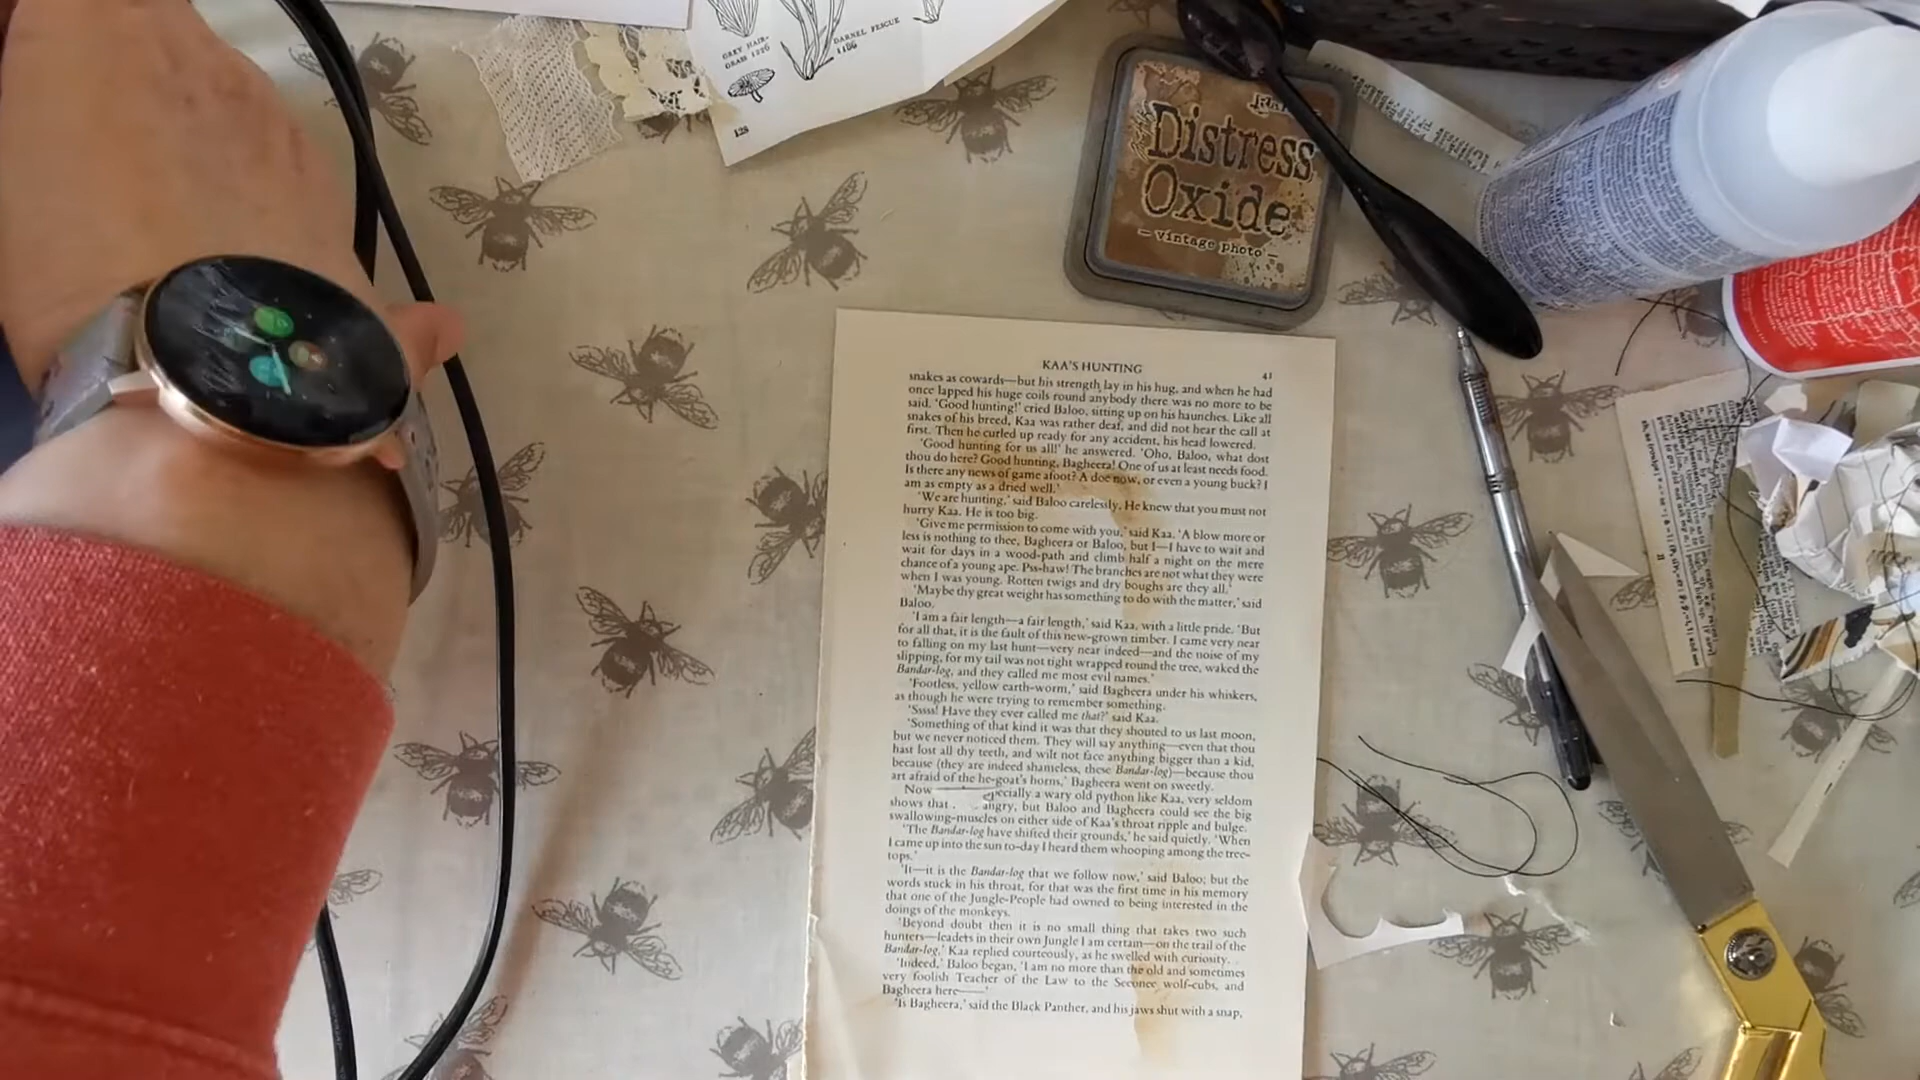 GREY HAIR-
GRASS 1226
DARNEL FESCUE
1186
128
Distress
Oxide
– vintage photo –
KAA'S HUNTING
41
snakes as cowards—but his strength lay in his hug, and when he had
once lapped his huge coils round anybody there was no more to be
said. 'Good hunting!' cried Baloo, sitting up on his haunches. Like all
snakes of his breed, Kaa was rather deaf, and did not hear the call at
first. Then he curled up ready for any accident, his head lowered.
'Good hunting for us all!' he answered. 'Oho, Baloo, what dost
thou do here? Good hunting, Bagheera! One of us at least needs food.
Is there any news of game afoot? A doe now, or even a young buck? I
am as empty as a dried well.'
'We are hunting,' said Baloo carelessly. He knew that you must not
hurry Kaa. He is too big.
'Give me permission to come with you,' said Kaa. 'A blow more or
less is nothing to thee, Bagheera or Baloo, but I—I have to wait and
wait for days in a wood-path and climb half a night on the mere
chance of a young ape. Pss-haw! The branches are not what they were
when I was young. Rotten twigs and dry boughs are they all.'
'Maybe thy great weight has something to do with the matter,' said
Baloo.
'I am a fair length—a fair length,' said Kaa, with a little pride. 'But
for all that, it is the fault of this new-grown timber. I came very near
to falling on my last hunt—very near indeed—and the noise of my
slipping, for my tail was not tight wrapped round the tree, waked the
Bandar-log, and they called me most evil names.'
'Footless, yellow earth-worm,' said Bagheera under his whiskers,
as though he were trying to remember something.
'Sssss! Have they ever called me that?' said Kaa.
'Something of that kind it was that they shouted to us last moon,
but we never noticed them. They will say anything—even that thou
hast lost all thy teeth, and wilt not face anything bigger than a kid,
because (they are indeed shameless, these Bandar-log)—because thou
art afraid of the he-goat's horns,' Bagheera went on sweetly.
Now ecially a wary old python like Kaa, very seldom
shows that angry, but Baloo and Bagheera could see the big
swallowing-muscles on either side of Kaa's throat ripple and bulge.
'The Bandar-log have shifted their grounds,' he said quietly. 'When
I came up into the sun to-day I heard them whooping among the tree-
tops.'
'It—it is the Bandar-log that we follow now,' said Baloo; but the
words stuck in his throat, for that was the first time in his memory
that one of the Jungle-People had owned to being interested in the
doings of the monkeys.
'Beyond doubt then it is no small thing that takes two such
hunters—leaders in their own Jungle I am certain—on the trail of the
Bandar-log,' Kaa replied courteously, as he swelled with curiosity.
'Indeed,' Baloo began, 'I am no more than the old and sometimes
very foolish Teacher of the Law to the Seeonee wolf-cubs, and
Bagheera here——'
'Is Bagheera,' said the Black Panther, and his jaws shut with a snap,